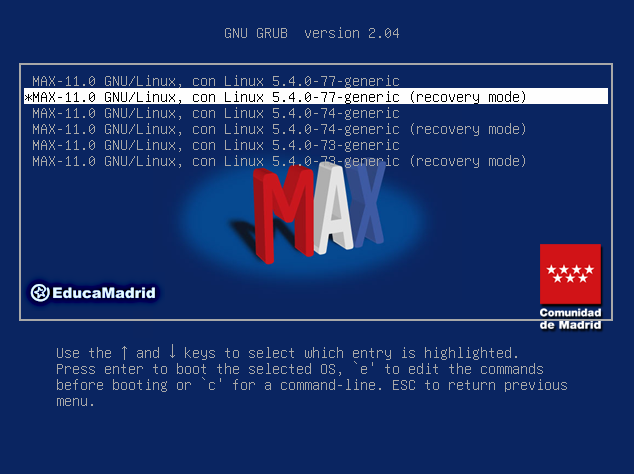 GNU GRUB  version 2.04
MAX-11.0 GNU/Linux, con Linux 5.4.0-77-generic
*MAX-11.0 GNU/Linux, con Linux 5.4.0-77-generic (recovery mode)
MAX-11.0 GNU/Linux, con Linux 5.4.0-74-generic
MAX-11.0 GNU/Linux, con Linux 5.4.0-74-generic (recovery mode)
MAX-11.0 GNU/Linux, con Linux 5.4.0-73-generic
MAX-11.0 GNU/Linux, con Linux 5.4.0-73-generic (recovery mode)
MAX
EducaMadrid
Comunidad
de Madrid
Use the ↑ and ↓ keys to select which entry is highlighted.
Press enter to boot the selected OS, `e' to edit the commands
before booting or `c' for a command-line. ESC to return previous
menu.